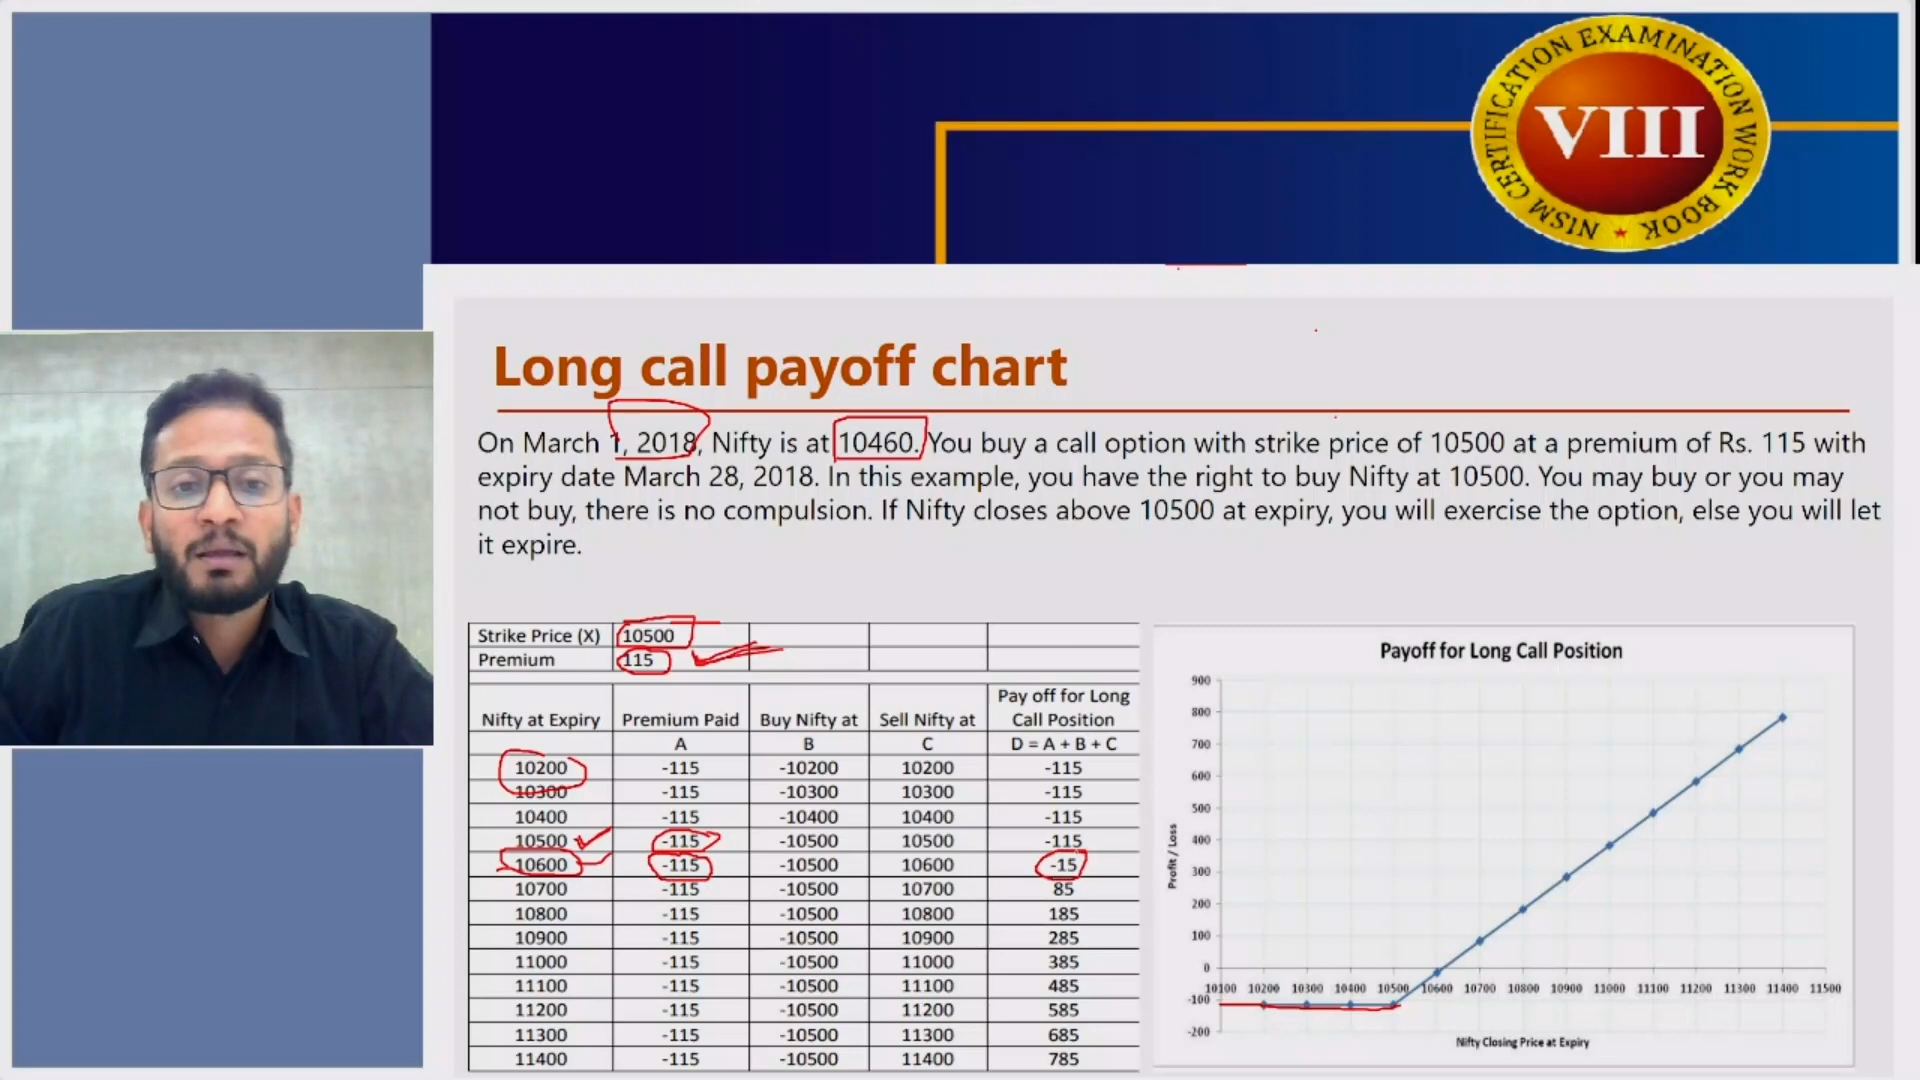 NISM CERTIFICATION EXAMINATION WORK BOOK
VIII
Long call payoff chart
On March 1, 2018, Nifty is at 10460. You buy a call option with strike price of 10500 at a premium of Rs. 115 with
expiry date March 28, 2018. In this example, you have the right to buy Nifty at 10500. You may buy or you may
not buy, there is no compulsion. If Nifty closes above 10500 at expiry, you will exercise the option, else you will let
it expire.
Strike Price (X) 10500
Premium 115
Pay off for Long
Nifty at Expiry Premium Paid Buy Nifty at Sell Nifty at Call Position
A B C D = A + B + C
10200 -115 -10200 10200 -115
10300 -115 -10300 10300 -115
10400 -115 -10400 10400 -115
10500 -115 -10500 10500 -115
10600 -115 -10500 10600 -15
10700 -115 -10500 10700 85
10800 -115 -10500 10800 185
10900 -115 -10500 10900 285
11000 -115 -10500 11000 385
11100 -115 -10500 11100 485
11200 -115 -10500 11200 585
11300 -115 -10500 11300 685
11400 -115 -10500 11400 785
Payoff for Long Call Position
900
800
700
600
500
400
300
200
100
0
-100
-200
Profit / Loss
10100 10200 10300 10400 10500 10600 10700 10800 10900 11000 11100 11200 11300 11400 11500
Nifty Closing Price at Expiry